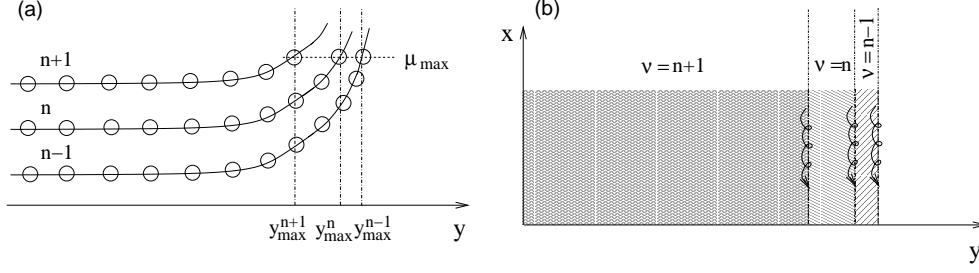 (a)
n+1
n
n−1
μ max
y max n+1
y max n
y max n−1
y
(b)
x
ν = n+1
ν = n
ν = n−1
y